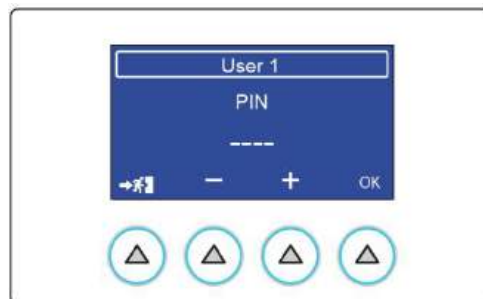 User 1
PIN
----
− + OK